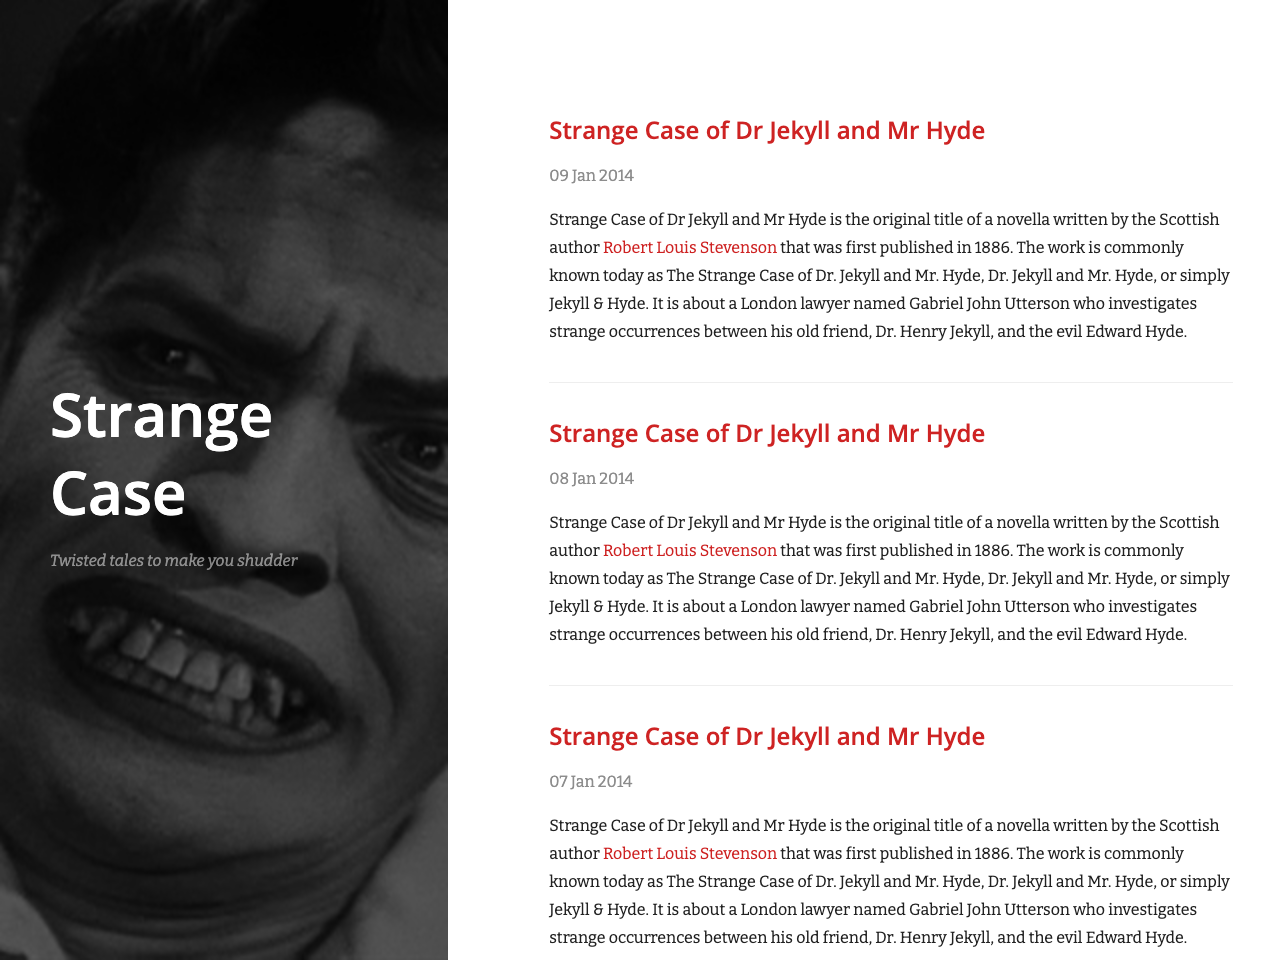 Strange
Case
Twisted tales to make you shudder
Strange Case of Dr Jekyll and Mr Hyde
09 Jan 2014
Strange Case of Dr Jekyll and Mr Hyde is the original title of a novella written by the Scottish
author Robert Louis Stevenson that was first published in 1886. The work is commonly
known today as The Strange Case of Dr. Jekyll and Mr. Hyde, Dr. Jekyll and Mr. Hyde, or simply
Jekyll & Hyde. It is about a London lawyer named Gabriel John Utterson who investigates
strange occurrences between his old friend, Dr. Henry Jekyll, and the evil Edward Hyde.
Strange Case of Dr Jekyll and Mr Hyde
08 Jan 2014
Strange Case of Dr Jekyll and Mr Hyde is the original title of a novella written by the Scottish
author Robert Louis Stevenson that was first published in 1886. The work is commonly
known today as The Strange Case of Dr. Jekyll and Mr. Hyde, Dr. Jekyll and Mr. Hyde, or simply
Jekyll & Hyde. It is about a London lawyer named Gabriel John Utterson who investigates
strange occurrences between his old friend, Dr. Henry Jekyll, and the evil Edward Hyde.
Strange Case of Dr Jekyll and Mr Hyde
07 Jan 2014
Strange Case of Dr Jekyll and Mr Hyde is the original title of a novella written by the Scottish
author Robert Louis Stevenson that was first published in 1886. The work is commonly
known today as The Strange Case of Dr. Jekyll and Mr. Hyde, Dr. Jekyll and Mr. Hyde, or simply
Jekyll & Hyde. It is about a London lawyer named Gabriel John Utterson who investigates
strange occurrences between his old friend, Dr. Henry Jekyll, and the evil Edward Hyde.